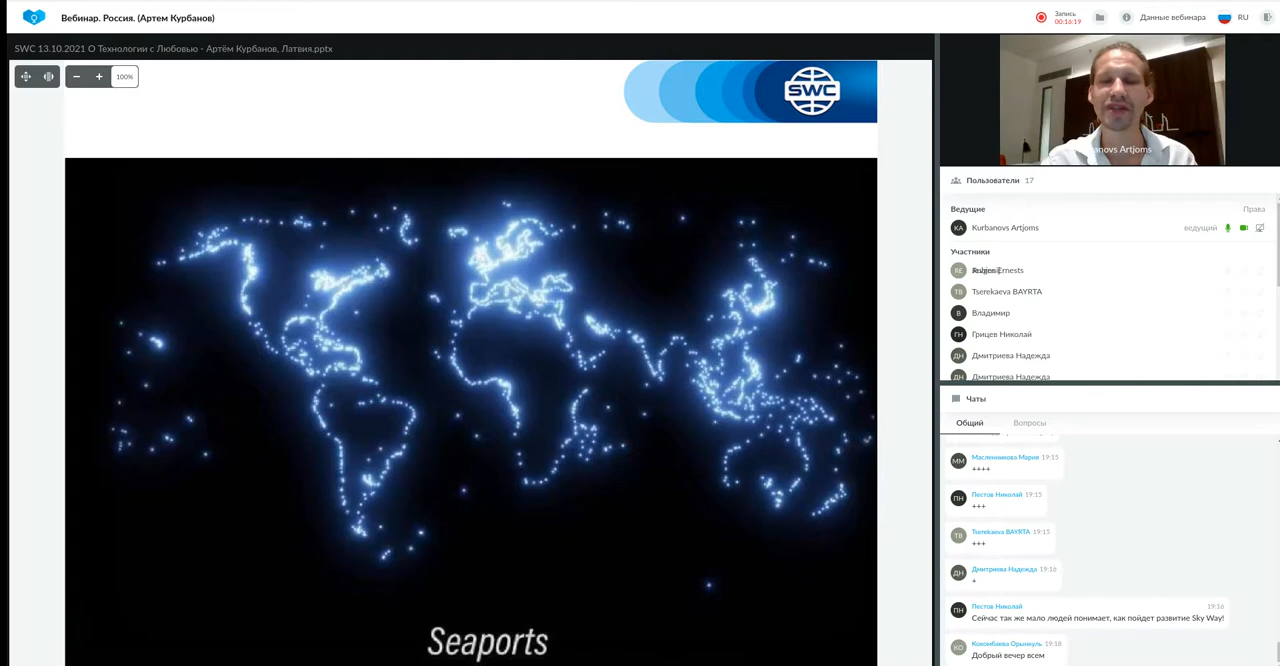 Вебинар. Россия. (Артем Курбанов)
Запись
00:16:19
Данные вебинара
RU
SWC 13.10.2021 О Технологии с Любовью - Артём Курбанов, Латвия.pptx
100%
SWC
Seaports
Kurbanovs Artjoms
Пользователи 17
Ведущие
Права
KA
Kurbanovs Artjoms
ведущий
Участники
RE
Ernests
TB
Tserekaeva BAYRTA
В
Владимир
ГН
Грицев Николай
ДН
Дмитриева Надежда
ДН
Дмитриева Надежда
Чаты
Общий
Вопросы
ММ
Масленникова Мария 19:15
++++
ПН
Пестов Николай 19:15
+++
TB
Tserekaeva BAYRTA 19:15
+++
ДН
Дмитриева Надежда 19:16
+
ПН
Пестов Николай
19:16
Сейчас так же мало людей понимает, как пойдет развитие Sky Way!
КО
Кокомбаева Орынкуль 19:18
Добрый вечер всем